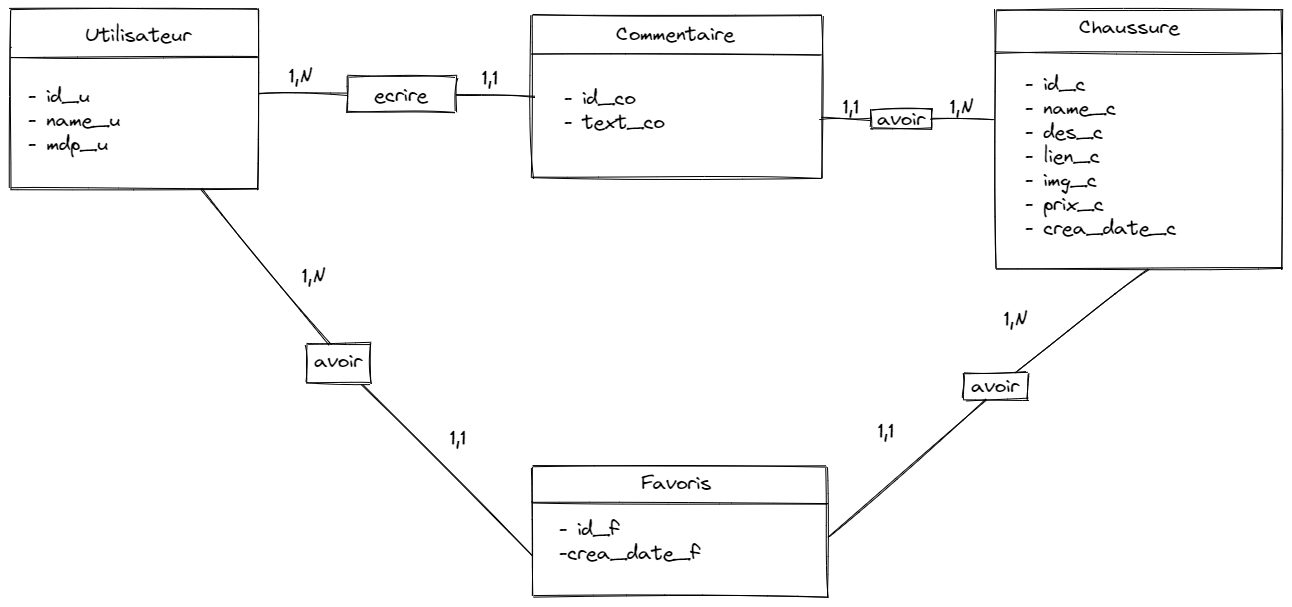 Utilisateur
- id_u
- name_u
- mdp_u
1,N
ecrire
1,1
Commentaire
- id_co
- text_co
1,1
avoir
1,N
Chaussure
- id_c
- name_c
- des_c
- lien_c
- img_c
- prix_c
- crea_date_c
1,N
avoir
1,1
1,N
avoir
1,1
Favoris
- id_f
-crea_date_f